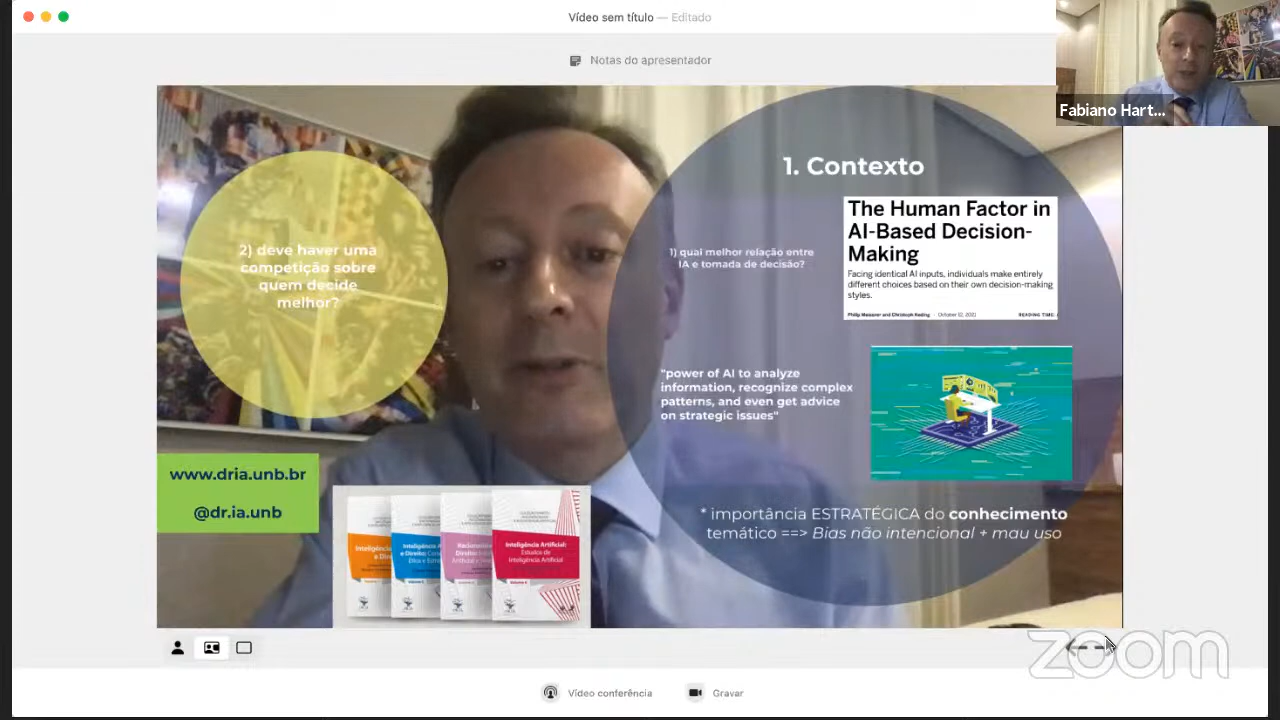 Vídeo sem título — Editado
Notas do apresentador
Fabiano Hart...
1. Contexto
2) deve haver uma
competição sobre
quem decide
melhor?
1) qual melhor relação entre
IA e tomada de decisão?
The Human Factor in
AI-Based Decision-
Making
Facing identical AI inputs, individuals make entirely
different choices based on their own decision-making
styles.
"power of AI to analyze
information, recognize complex
patterns, and even get advice
on strategic issues"
www.dria.unb.br
@dr.ia.unb
* importância ESTRATÉGICA do conhecimento
temático ==> Bias não intencional + mau uso
Inteligência Artificial:
Estudos de
Inteligência Artificial
zoom
Vídeo conferência
Gravar